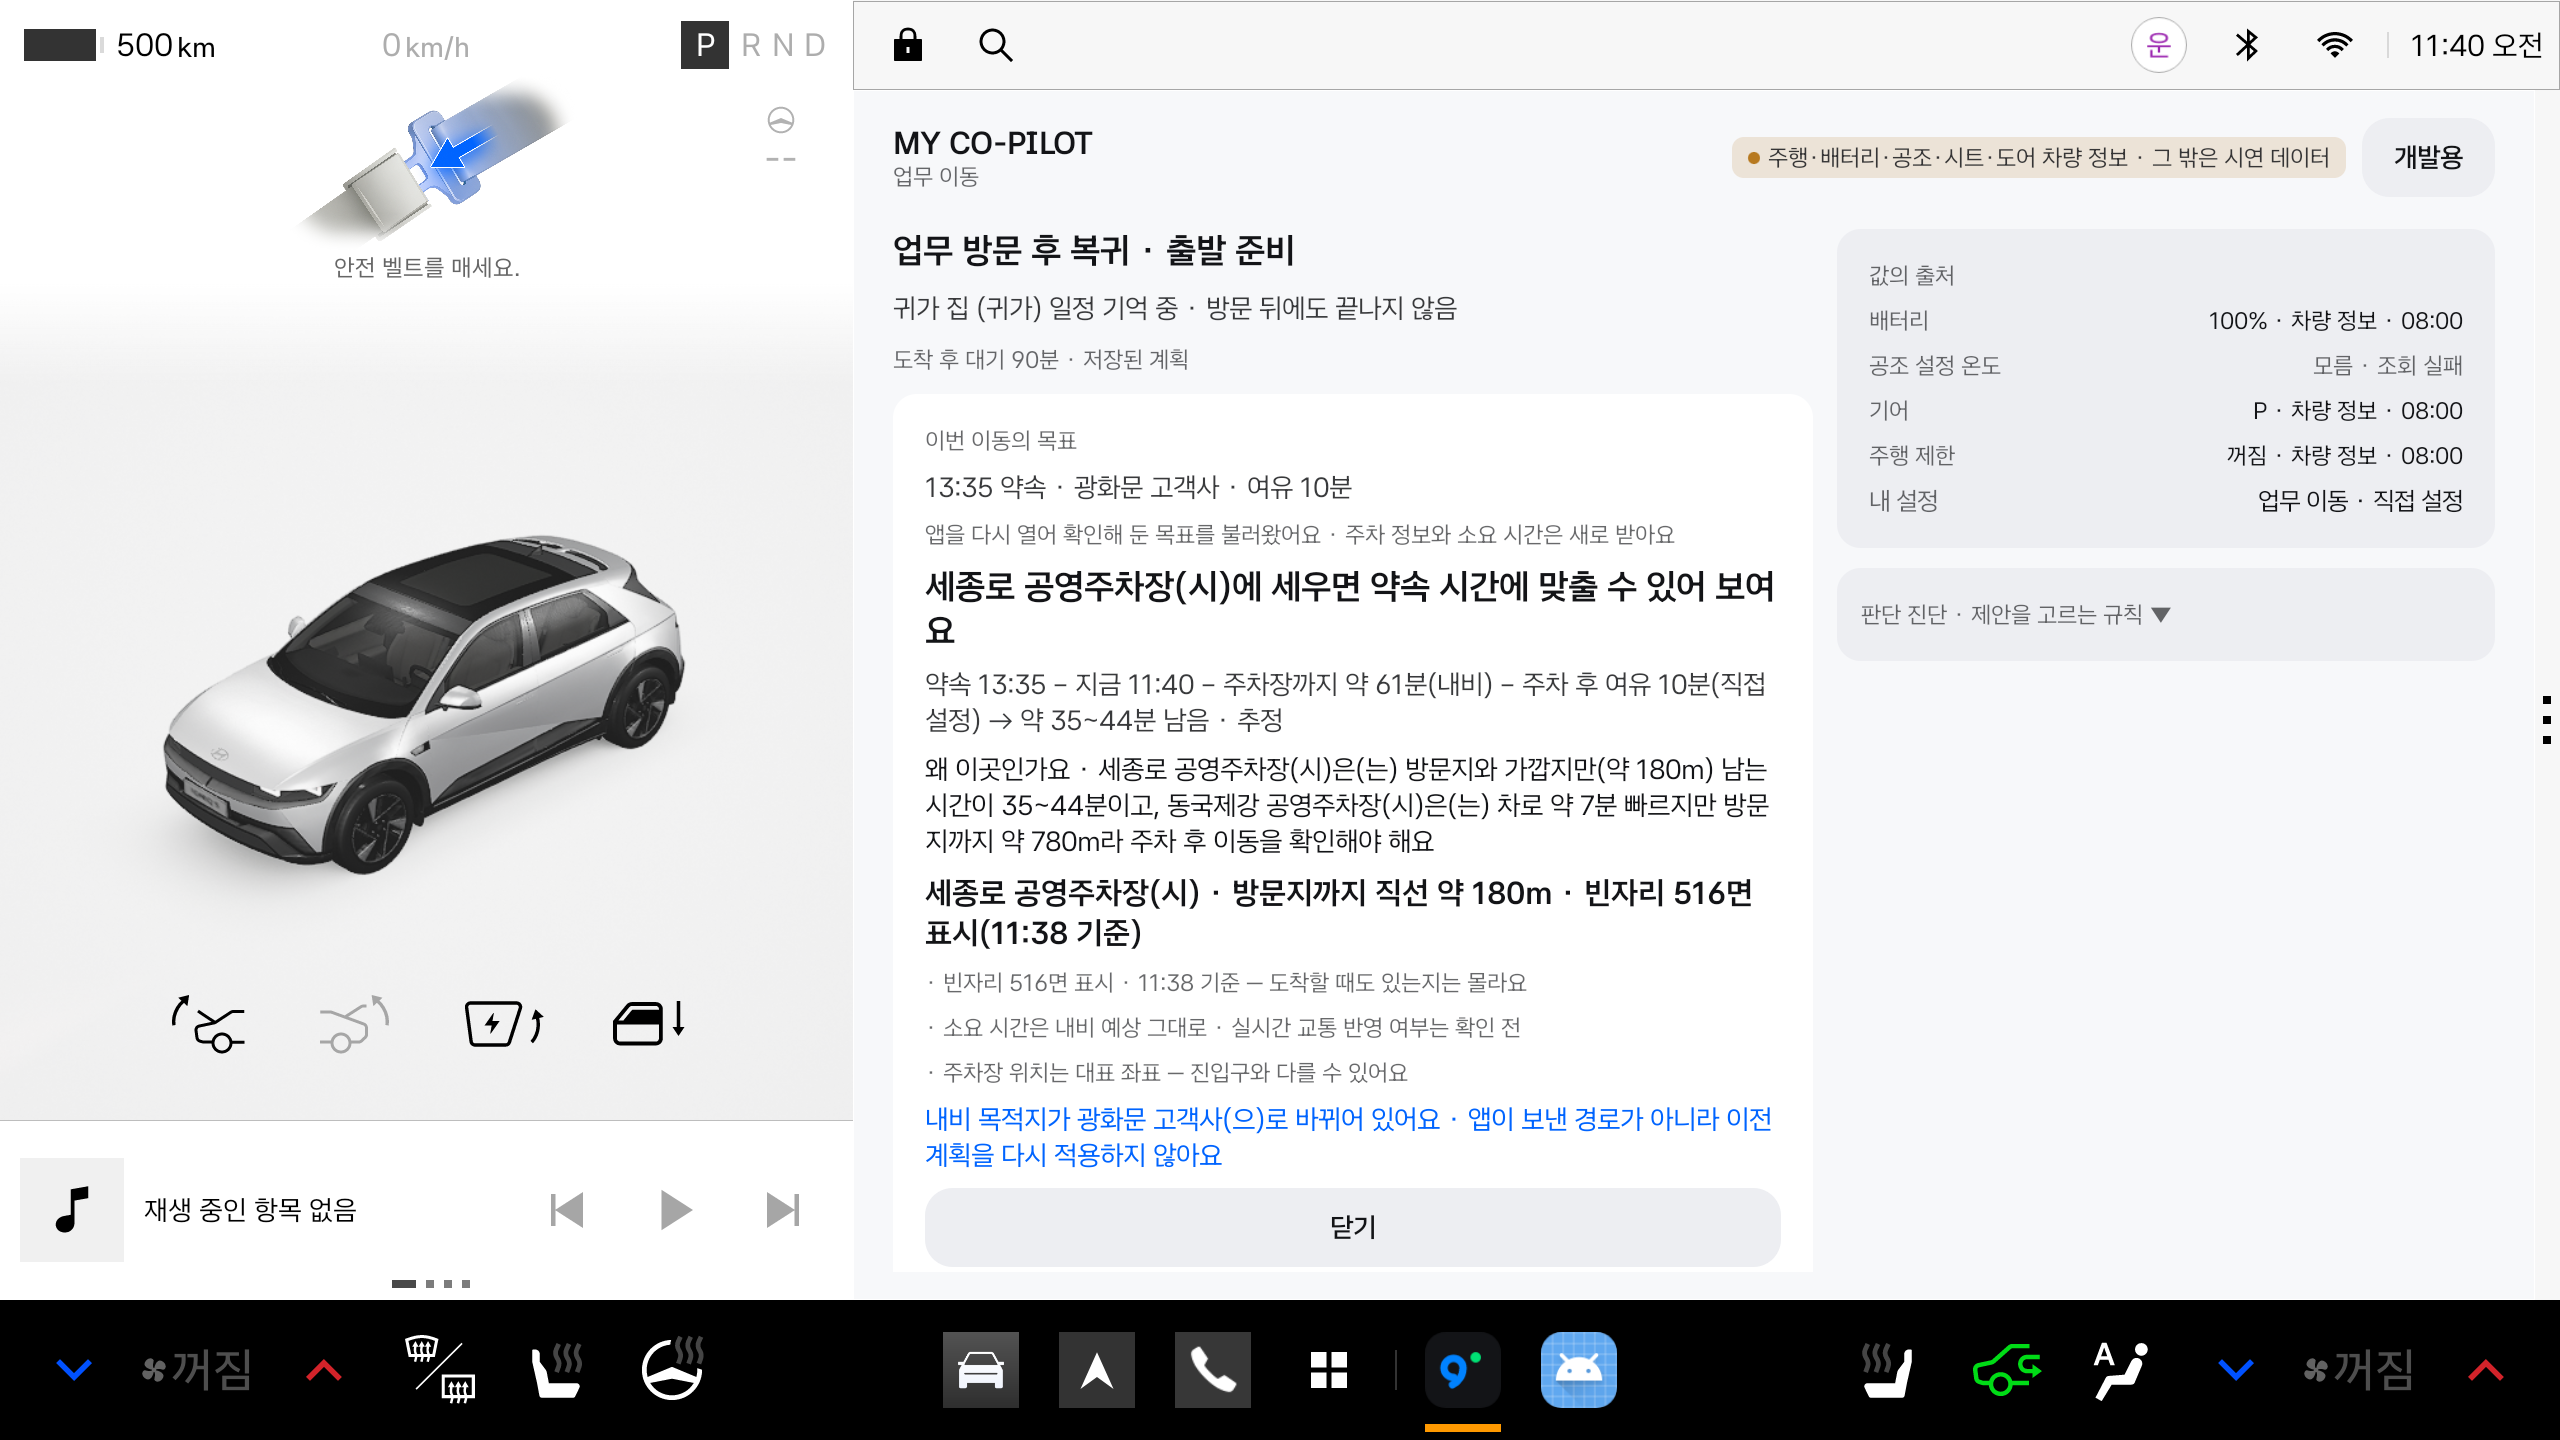 500 km
0 km/h
P R N D
안전 벨트를 매세요.
재생 중인 항목 없음
운
11:40 오전
MY CO-PILOT
업무 이동
주행·배터리·공조·시트·도어 차량 정보 · 그 밖은 시연 데이터
개발용
업무 방문 후 복귀 · 출발 준비
귀가 집 (귀가) 일정 기억 중 · 방문 뒤에도 끝나지 않음
도착 후 대기 90분 · 저장된 계획
이번 이동의 목표
13:35 약속 · 광화문 고객사 · 여유 10분
앱을 다시 열어 확인해 둔 목표를 불러왔어요 · 주차 정보와 소요 시간은 새로 받아요
세종로 공영주차장(시)에 세우면 약속 시간에 맞출 수 있어 보여
요
약속 13:35 − 지금 11:40 − 주차장까지 약 61분(내비) − 주차 후 여유 10분(직접
설정) → 약 35~44분 남음 · 추정
왜 이곳인가요 · 세종로 공영주차장(시)은(는) 방문지와 가깝지만(약 180m) 남는
시간이 35~44분이고, 동국제강 공영주차장(시)은(는) 차로 약 7분 빠르지만 방문
지까지 약 780m라 주차 후 이동을 확인해야 해요
세종로 공영주차장(시) · 방문지까지 직선 약 180m · 빈자리 516면
표시(11:38 기준)
· 빈자리 516면 표시 · 11:38 기준 — 도착할 때도 있는지는 몰라요
· 소요 시간은 내비 예상 그대로 · 실시간 교통 반영 여부는 확인 전
· 주차장 위치는 대표 좌표 — 진입구와 다를 수 있어요
내비 목적지가 광화문 고객사(으)로 바뀌어 있어요 · 앱이 보낸 경로가 아니라 이전
계획을 다시 적용하지 않아요
닫기
값의 출처
배터리 100% · 차량 정보 · 08:00
공조 설정 온도 모름 · 조회 실패
기어 P · 차량 정보 · 08:00
주행 제한 꺼짐 · 차량 정보 · 08:00
내 설정 업무 이동 · 직접 설정
판단 진단 · 제안을 고르는 규칙 ▼
꺼짐
A
꺼짐